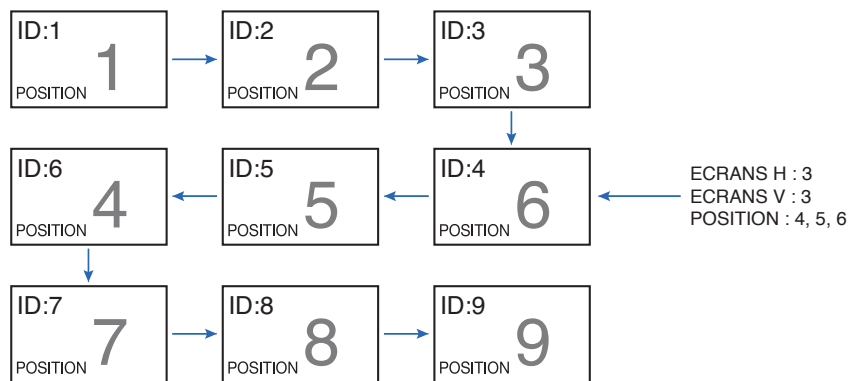 ID:1
POSITION 1
ID:2
POSITION 2
ID:3
POSITION 3
ID:6
POSITION 4
ID:5
POSITION 5
ID:4
POSITION 6
ECRANS H : 3
ECRANS V : 3
POSITION : 4, 5, 6
ID:7
POSITION 7
ID:8
POSITION 8
ID:9
POSITION 9